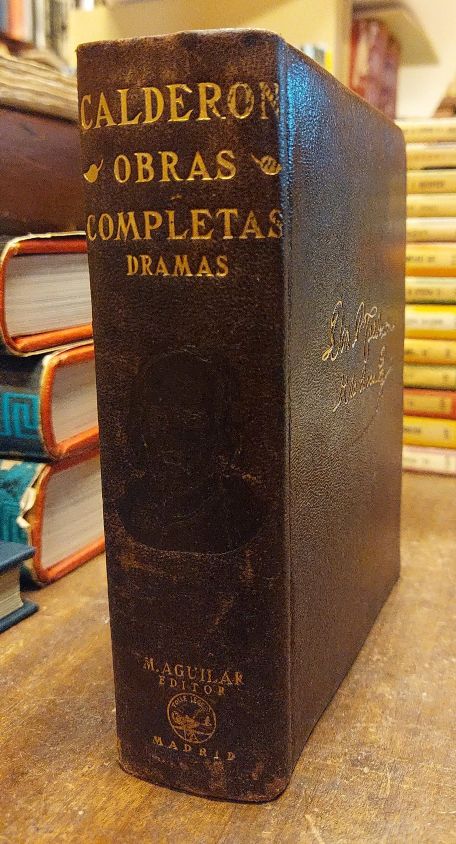 CALDERON
OBRAS
COMPLETAS
DRAMAS
M. AGUILAR
EDITOR
MADRID